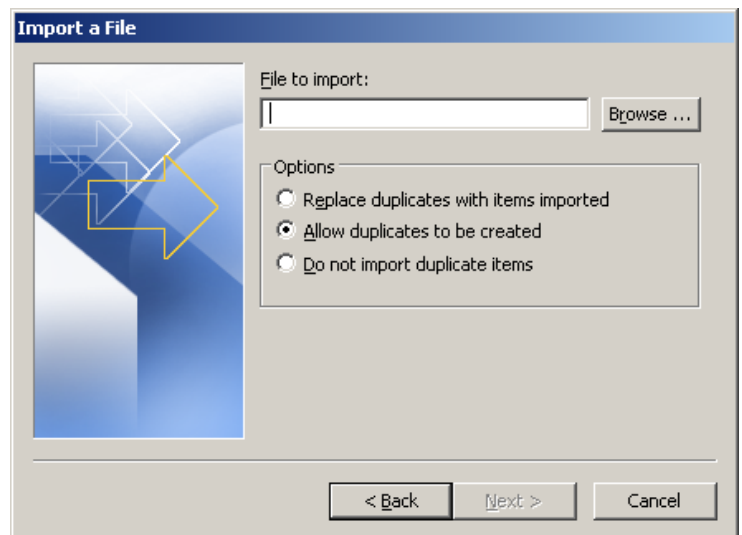 Import a File
File to import:
Browse ...
Options
Replace duplicates with items imported
Allow duplicates to be created
Do not import duplicate items
< Back
Next >
Cancel